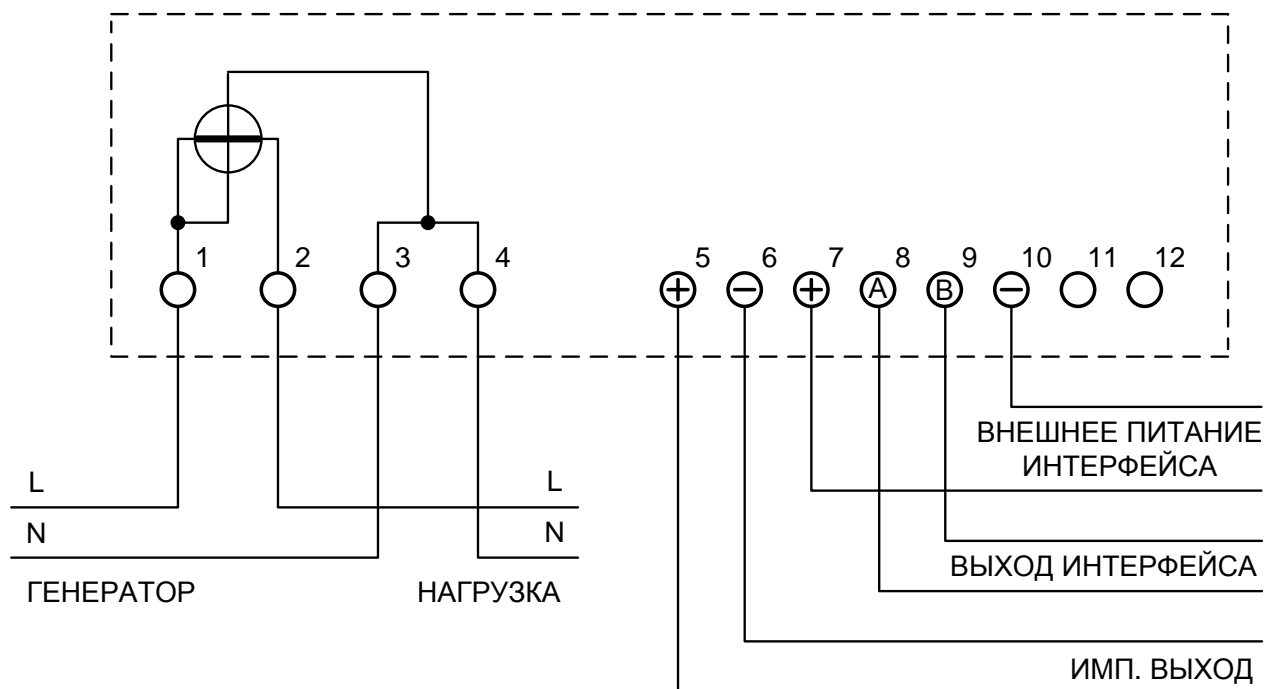 1 2 3 4 5 6 7 8 9 10 11 12
+ − + A B −
ВНЕШНЕЕ ПИТАНИЕ
ИНТЕРФЕЙСА
L L
N N
ВЫХОД ИНТЕРФЕЙСА
ГЕНЕРАТОР НАГРУЗКА
ИМП. ВЫХОД